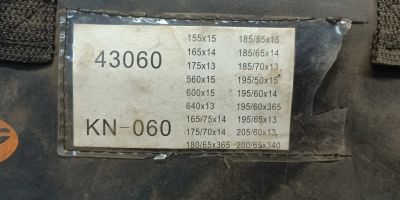 43060
KN-060
155x15
165x14
175x13
560x15
600x15
640x13
165/75x14
175/70x14
180/65x365
185/55x15
185/65x14
185/70x13
195/50x15
195/60x14
195/60x365
195/65x13
205/60x13
200/65x340